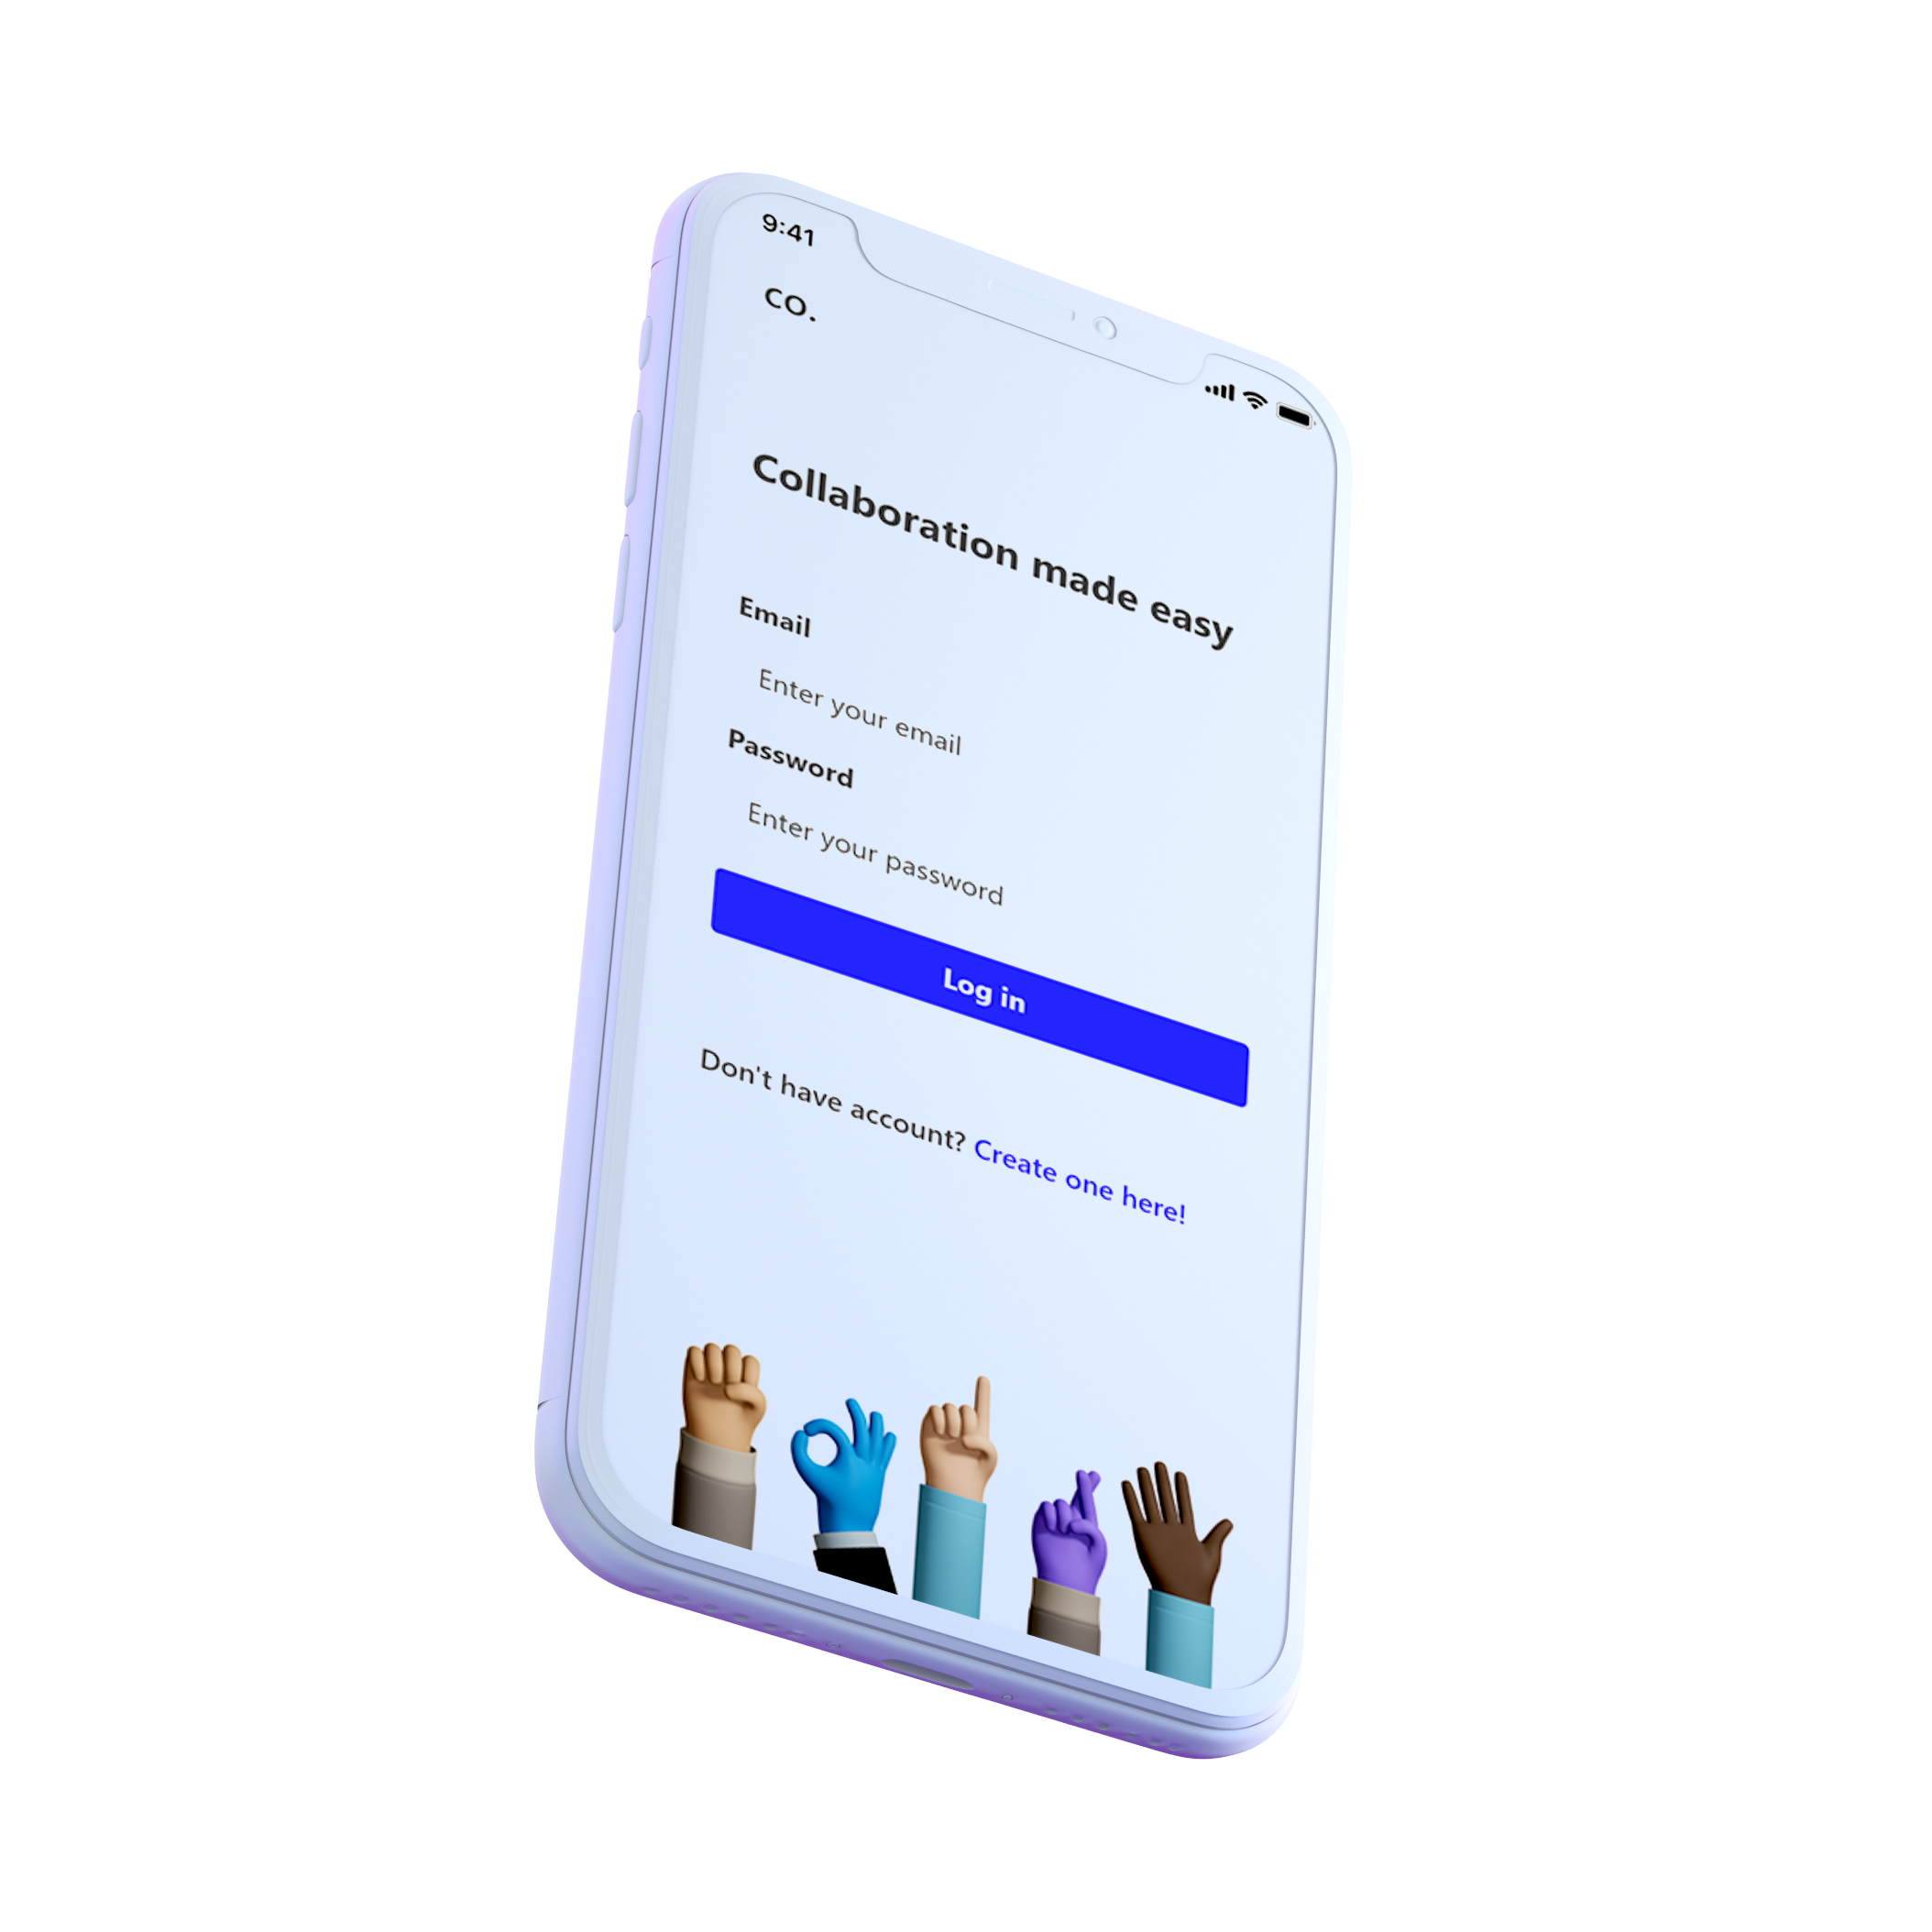 9:41
CO.
Collaboration made easy
Email
Enter your email
Password
Enter your password
Log in
Don't have account? Create one here!